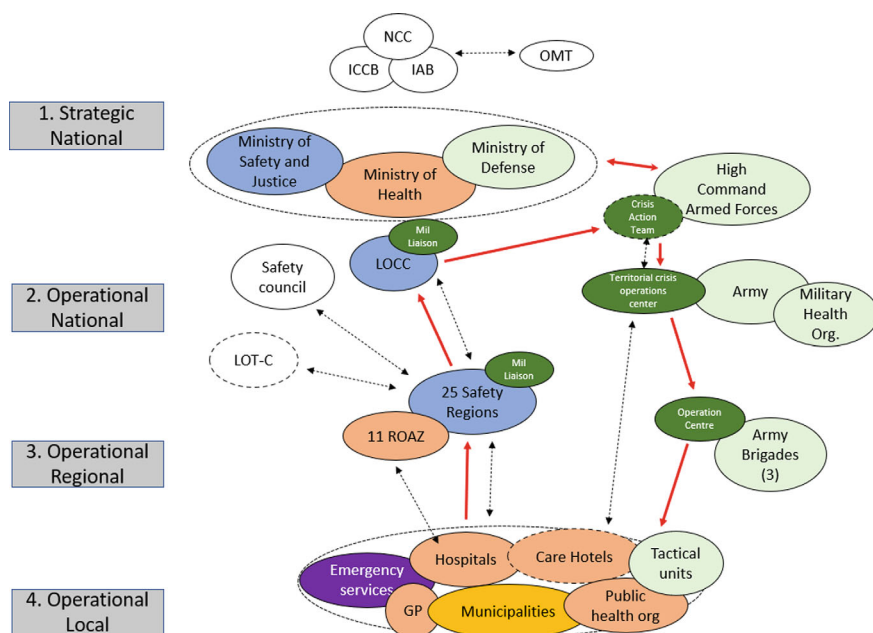 NCC
ICCB
IAB
OMT
1. Strategic
National
Ministry of
Safety and
Justice
Ministry of
Health
Ministry of
Defense
High
Command
Armed Forces
Crisis
Action
Team
Mil
Liaison
LOCC
Safety
council
2. Operational
National
Territorial crisis
operations
center
Army
Military
Health
Org.
LOT-C
Mil
Liaison
25 Safety
Regions
11 ROAZ
3. Operational
Regional
Operation
Centre
Army
Brigades
(3)
Emergency
services
Hospitals
Care Hotels
Tactical
units
4. Operational
Local
GP
Municipalities
Public
health org